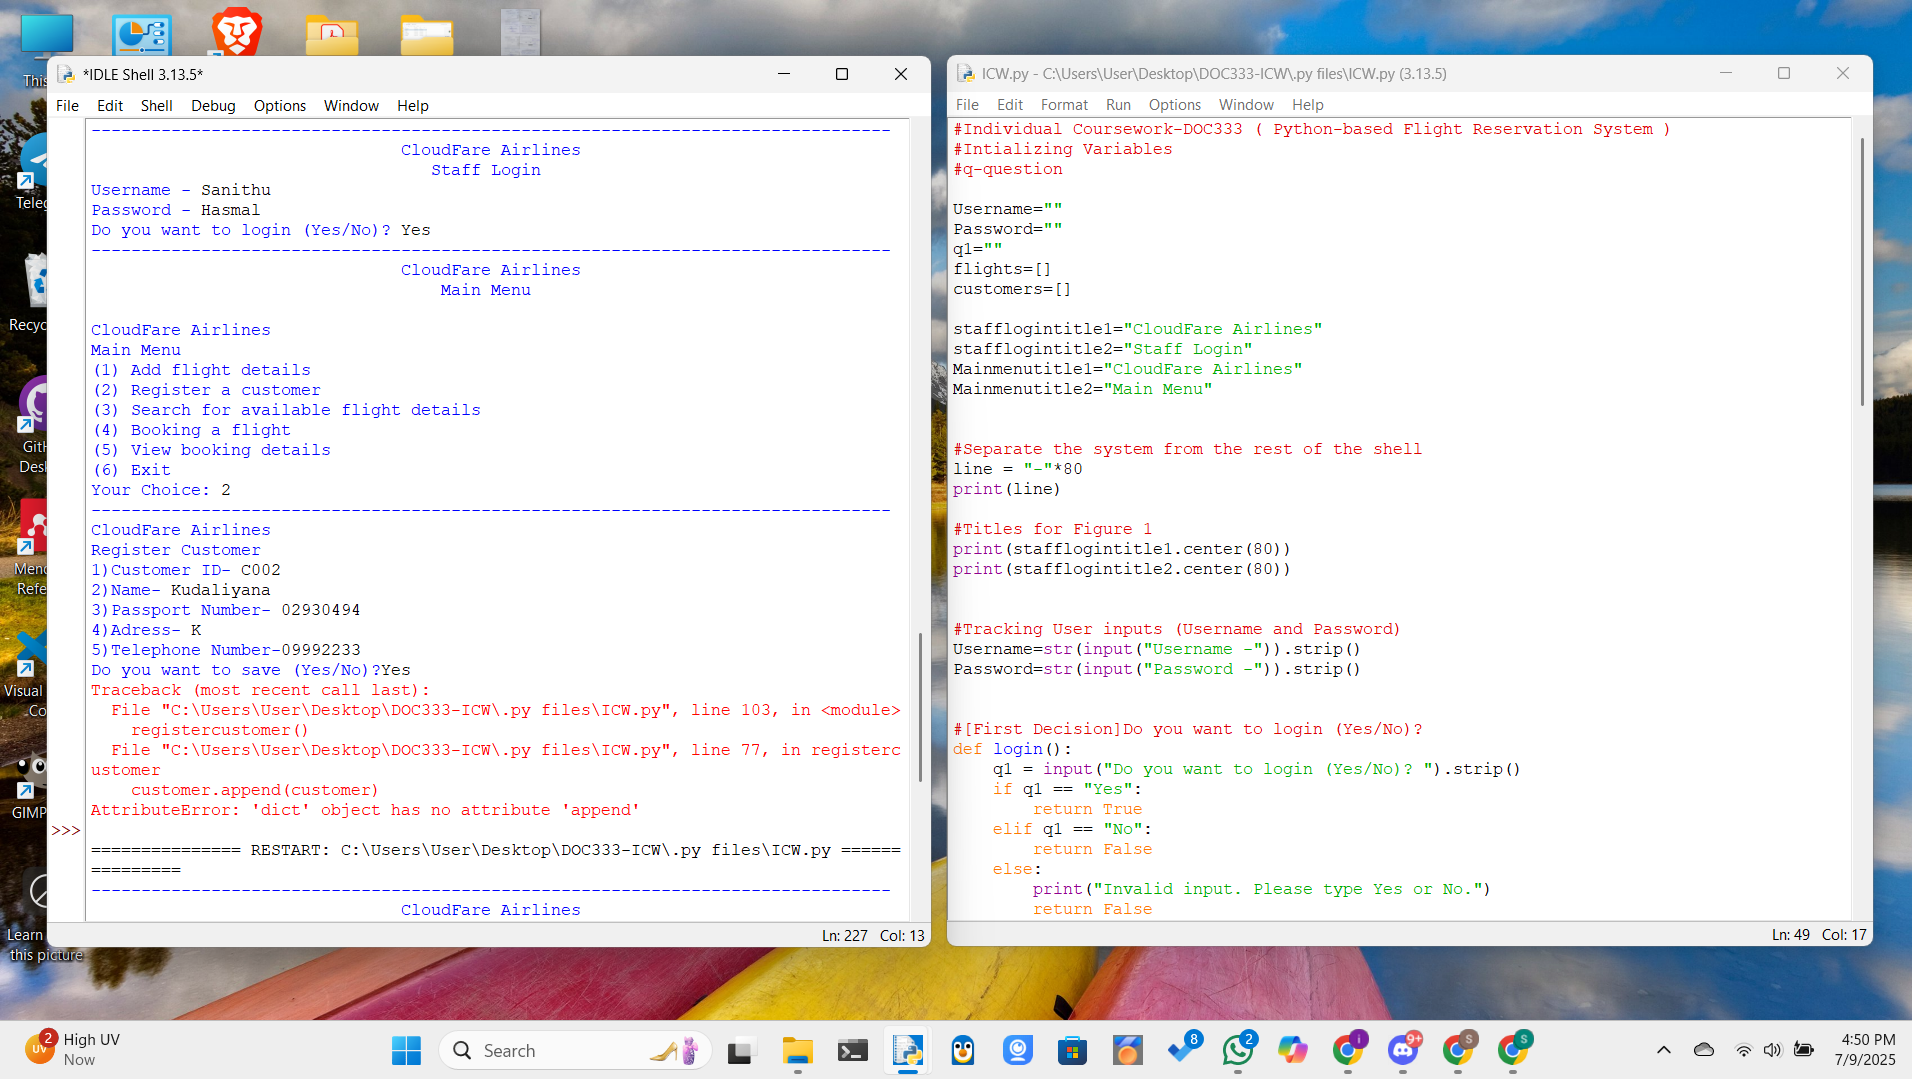 This
Teleg
Recyc
GitH
Desk
Mend
Refe
Visual
Co
GIMP
Learn
this picture
*IDLE Shell 3.13.5*
File Edit Shell Debug Options Window Help
--------------------------------------------------------------------------------
CloudFare Airlines
Staff Login
Username - Sanithu
Password - Hasmal
Do you want to login (Yes/No)? Yes
--------------------------------------------------------------------------------
CloudFare Airlines
Main Menu
CloudFare Airlines
Main Menu
(1) Add flight details
(2) Register a customer
(3) Search for available flight details
(4) Booking a flight
(5) View booking details
(6) Exit
Your Choice: 2
--------------------------------------------------------------------------------
CloudFare Airlines
Register Customer
1)Customer ID- C002
2)Name- Kudaliyana
3)Passport Number- 02930494
4)Adress- K
5)Telephone Number-09992233
Do you want to save (Yes/No)?Yes
Traceback (most recent call last):
File "C:\Users\User\Desktop\DOC333-ICW\.py files\ICW.py", line 103, in <module>
registercustomer()
File "C:\Users\User\Desktop\DOC333-ICW\.py files\ICW.py", line 77, in registerc
ustomer
customer.append(customer)
AttributeError: 'dict' object has no attribute 'append'
>>>
=============== RESTART: C:\Users\User\Desktop\DOC333-ICW\.py files\ICW.py ======
=========
--------------------------------------------------------------------------------
CloudFare Airlines
Ln: 227 Col: 13
ICW.py - C:\Users\User\Desktop\DOC333-ICW\.py files\ICW.py (3.13.5)
File Edit Format Run Options Window Help
#Individual Coursework-DOC333 ( Python-based Flight Reservation System )
#Intializing Variables
#q-question
Username=""
Password=""
q1=""
flights=[]
customers=[]
stafflogintitle1="CloudFare Airlines"
stafflogintitle2="Staff Login"
Mainmenutitle1="CloudFare Airlines"
Mainmenutitle2="Main Menu"
#Separate the system from the rest of the shell
line = "-"*80
print(line)
#Titles for Figure 1
print(stafflogintitle1.center(80))
print(stafflogintitle2.center(80))
#Tracking User inputs (Username and Password)
Username=str(input("Username -")).strip()
Password=str(input("Password -")).strip()
#[First Decision]Do you want to login (Yes/No)?
def login():
q1 = input("Do you want to login (Yes/No)? ").strip()
if q1 == "Yes":
return True
elif q1 == "No":
return False
else:
print("Invalid input. Please type Yes or No.")
return False
Ln: 49 Col: 17
UV
2
High UV
Now
Search
8
2
i
9+
S
S
4:50 PM
7/9/2025